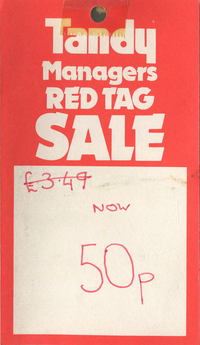 Tandy
Managers
RED TAG
SALE
£3.49
NOW
50p